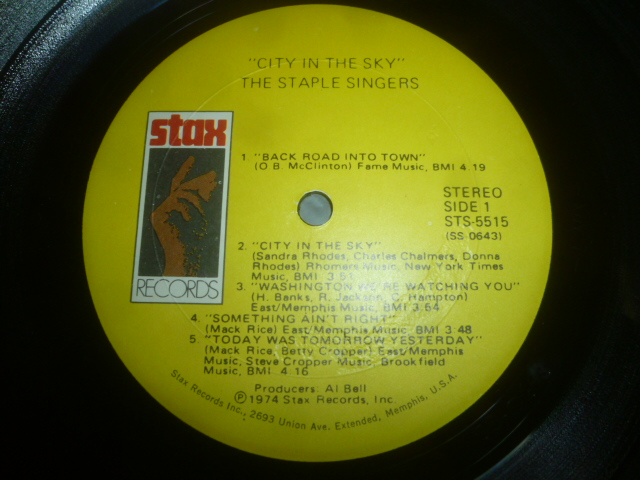 "CITY IN THE SKY"
THE STAPLE SINGERS
stax
RECORDS
1. "BACK ROAD INTO TOWN"
(O.B. McClinton) Fame Music, BMI 4.19
STEREO
SIDE 1
STS-5515
(SS 0643)
2. "CITY IN THE SKY"
(Sandra Rhodes, Charles Chalmers, Donna
Rhodes) Rhomers Music, New York Times
Music, BMI 3:51
3. "WASHINGTON WE'RE WATCHING YOU"
(H. Banks, R. Jackson, C. Hampton)
East/Memphis Music, BMI 3:54
4. "SOMETHING AIN'T RIGHT"
(Mack Rice) East/Memphis Music, BMI 3:48
5. "TODAY WAS TOMORROW YESTERDAY"
(Mack Rice, Betty Cropper) East/Memphis
Music, Steve Cropper Music, Brookfield
Music, BMI 4:16
Producers: Al Bell
℗ 1974 Stax Records, Inc.
Stax Records Inc., 2693 Union Ave. Extended, Memphis, U.S.A.